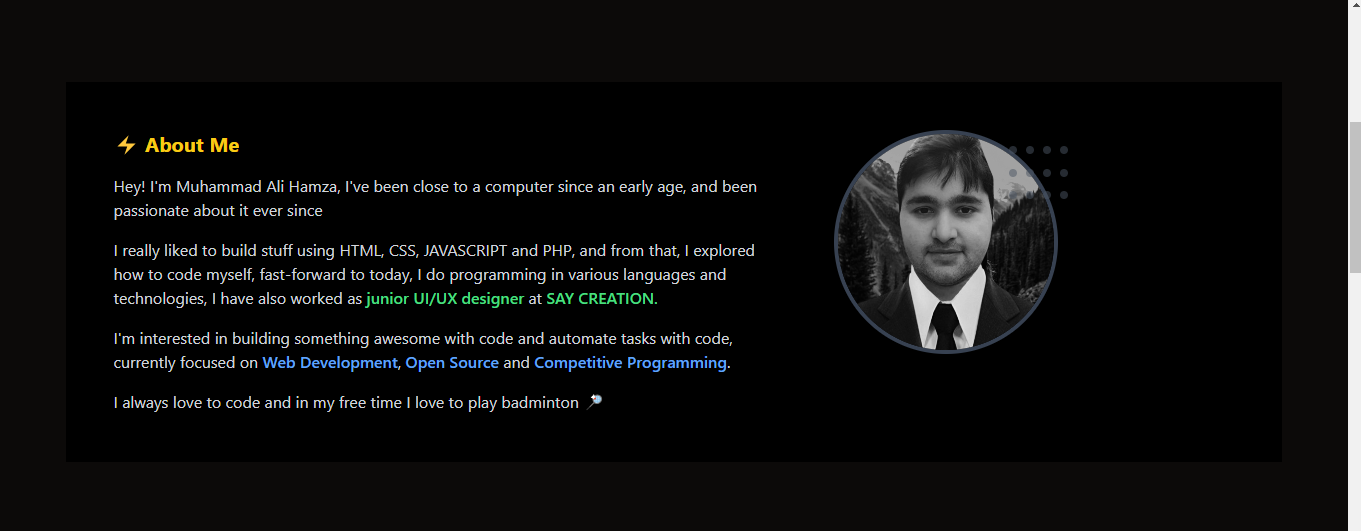 ⚡ About Me
Hey! I'm Muhammad Ali Hamza, I've been close to a computer since an early age, and been
passionate about it ever since
I really liked to build stuff using HTML, CSS, JAVASCRIPT and PHP, and from that, I explored
how to code myself, fast-forward to today, I do programming in various languages and
technologies, I have also worked as junior UI/UX designer at SAY CREATION.
I'm interested in building something awesome with code and automate tasks with code,
currently focused on Web Development, Open Source and Competitive Programming.
I always love to code and in my free time I love to play badminton 🏸